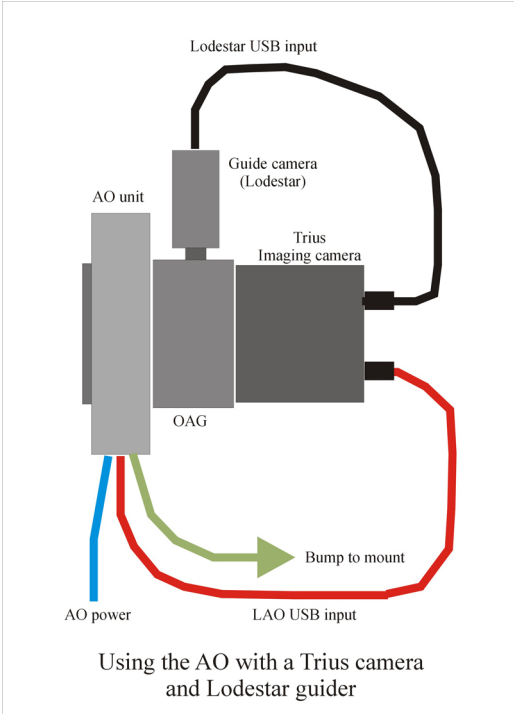 Lodestar USB input
Guide camera
(Lodestar)
AO unit
Trius
Imaging camera
OAG
Bump to mount
AO power
LAO USB input
Using the AO with a Trius camera
and Lodestar guider